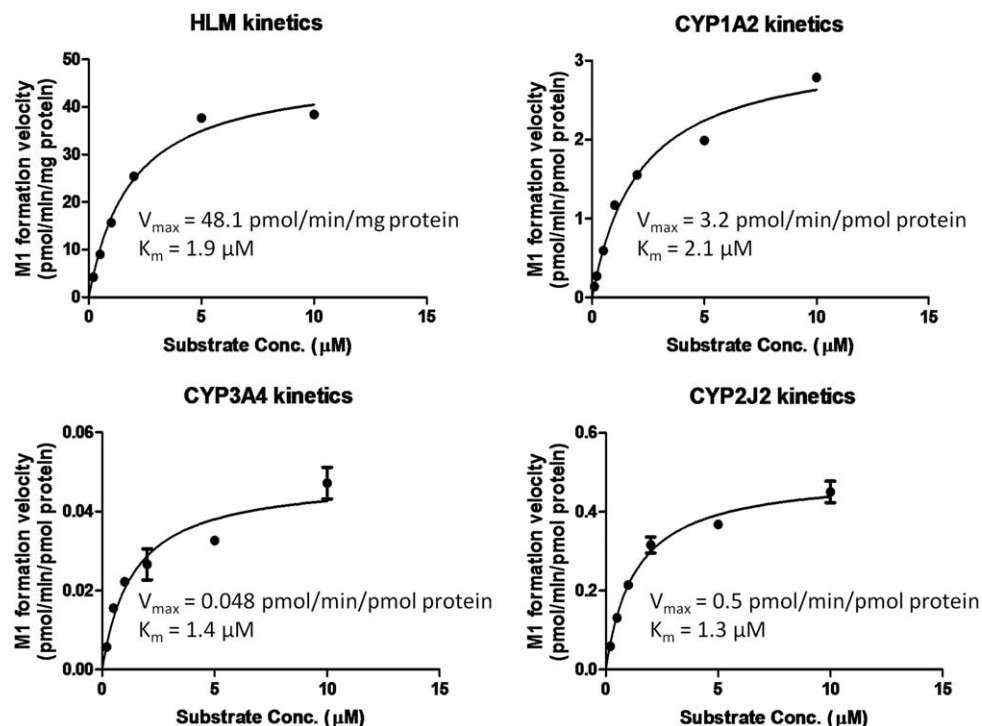 HLM kinetics
M1 formation velocity
(pmol/min/mg protein)
50
40
30
20
10
0
Vmax = 48.1 pmol/min/mg protein
Km = 1.9 μM
0 5 10 15
Substrate Conc. (μM)
CYP1A2 kinetics
M1 formation velocity
(pmol/min/pmol protein)
3
2
1
0
Vmax = 3.2 pmol/min/pmol protein
Km = 2.1 μM
0 5 10 15
Substrate Conc. (μM)
CYP3A4 kinetics
M1 formation velocity
(pmol/min/pmol protein)
0.06
0.04
0.02
0.00
Vmax = 0.048 pmol/min/pmol protein
Km = 1.4 μM
0 5 10 15
Substrate Conc. (μM)
CYP2J2 kinetics
M1 formation velocity
(pmol/min/pmol protein)
0.6
0.4
0.2
0.0
Vmax = 0.5 pmol/min/pmol protein
Km = 1.3 μM
0 5 10 15
Substrate Conc. (μM)